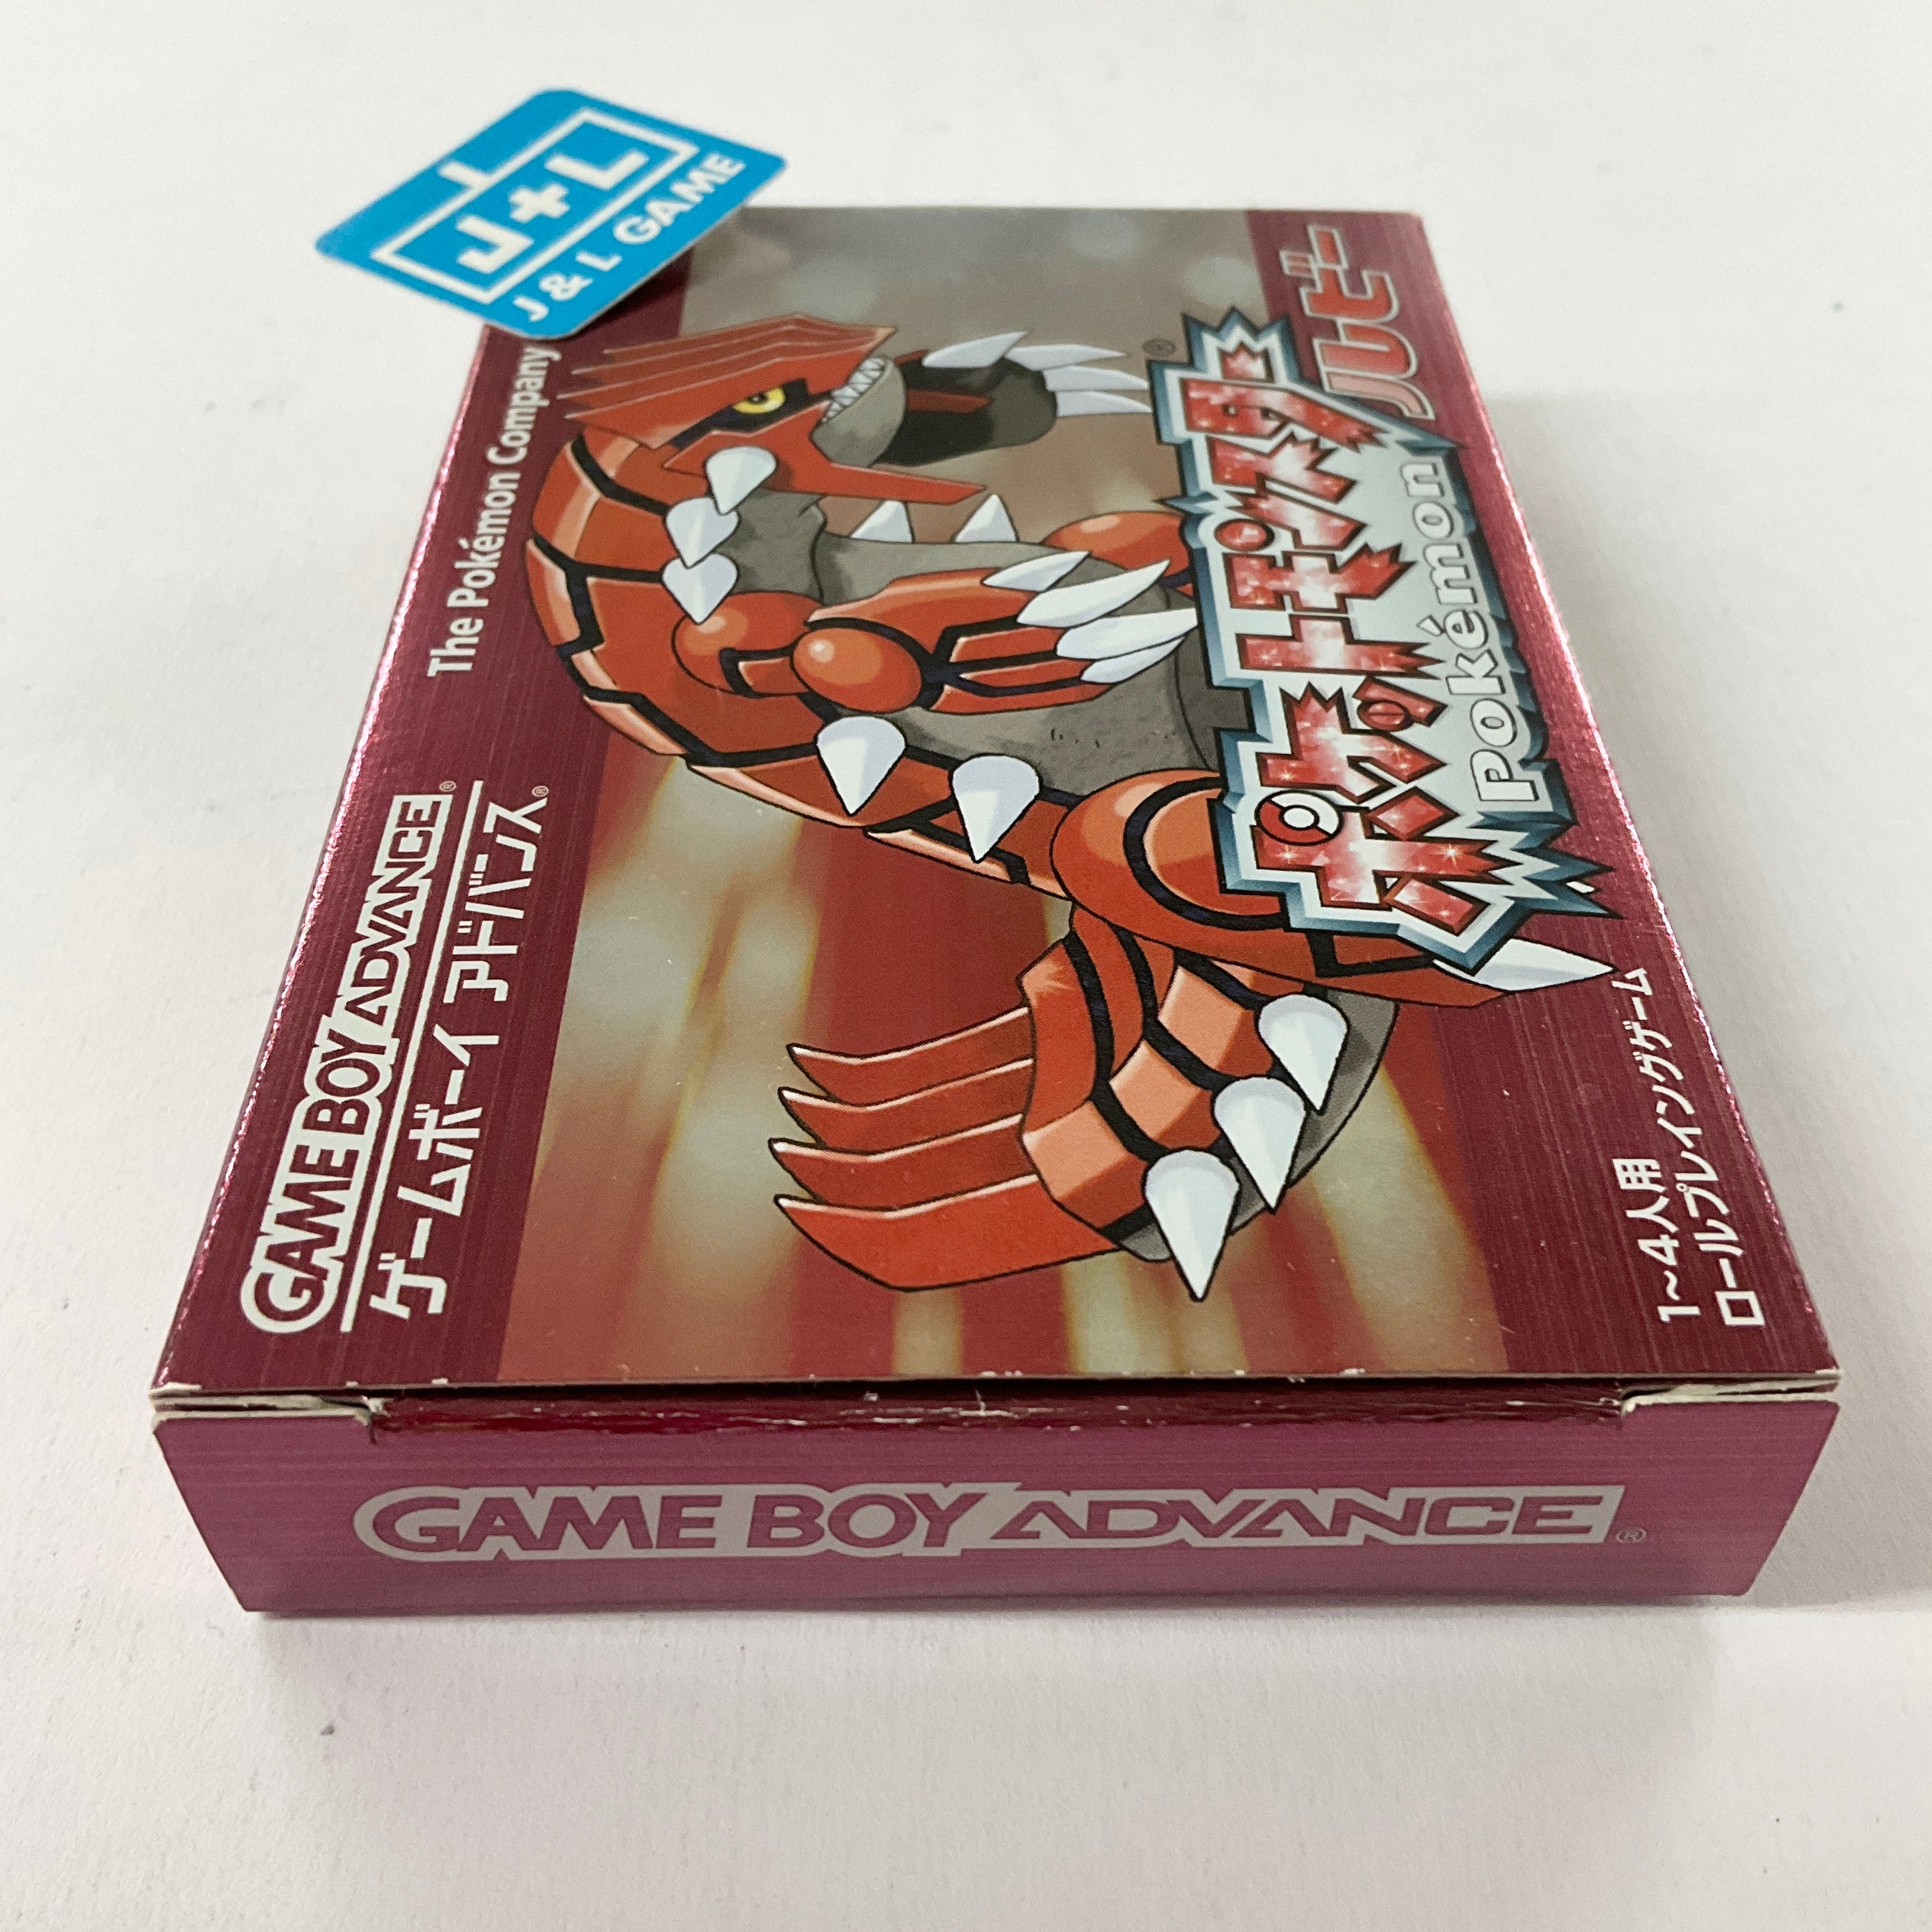 J+L
J & L GAME
The Pokémon Company
GAME BOY ADVANCE®
ゲームボーイ アドバンス®
®
ポケットモンスター
Pokémon
ルビー
1~4人用
ロールプレイングゲーム
GAME BOY ADVANCE®